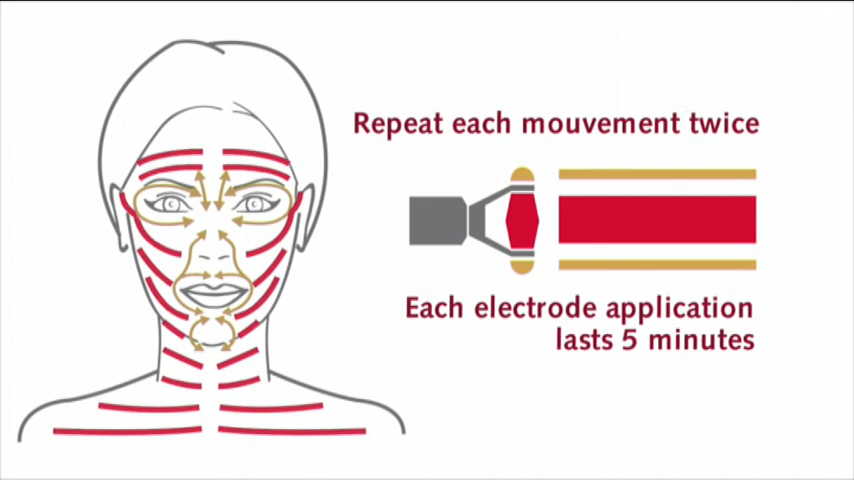 Repeat each mouvement twice
Each electrode application
lasts 5 minutes